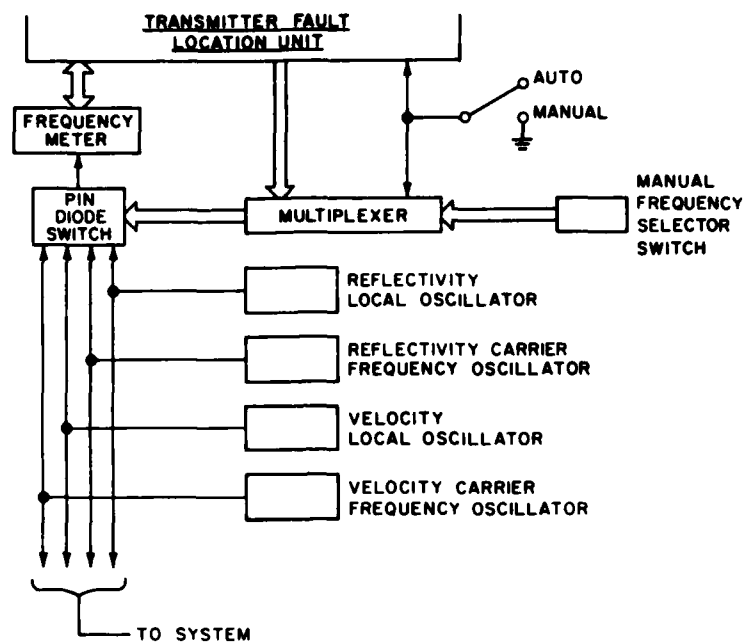 TRANSMITTER FAULT
LOCATION UNIT
AUTO
MANUAL
FREQUENCY
METER
PIN
DIODE
SWITCH
MULTIPLEXER
MANUAL
FREQUENCY
SELECTOR
SWITCH
REFLECTIVITY
LOCAL OSCILLATOR
REFLECTIVITY CARRIER
FREQUENCY OSCILLATOR
VELOCITY
LOCAL OSCILLATOR
VELOCITY CARRIER
FREQUENCY OSCILLATOR
TO SYSTEM